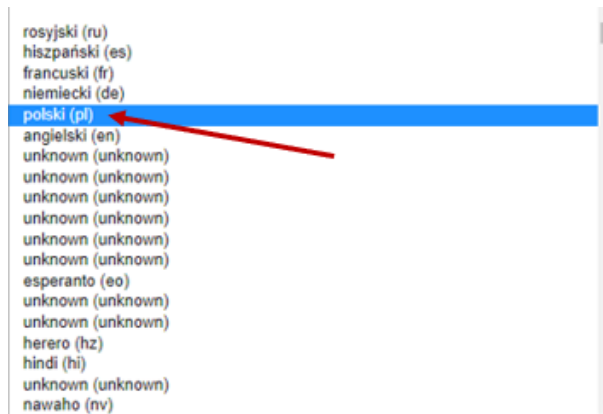 rosyjski (ru)
hiszpański (es)
francuski (fr)
niemiecki (de)
polski (pl)
angielski (en)
unknown (unknown)
unknown (unknown)
unknown (unknown)
unknown (unknown)
unknown (unknown)
unknown (unknown)
esperanto (eo)
unknown (unknown)
unknown (unknown)
herero (hz)
hindi (hi)
unknown (unknown)
nawaho (nv)